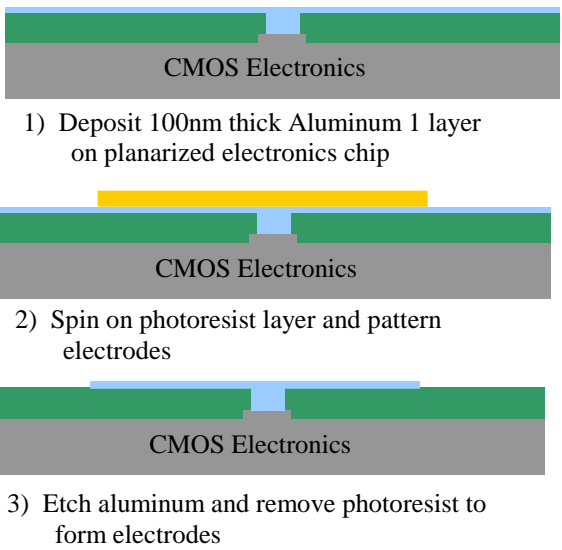 CMOS Electronics
1) Deposit 100nm thick Aluminum 1 layer
on planarized electronics chip
CMOS Electronics
2) Spin on photoresist layer and pattern
electrodes
CMOS Electronics
3) Etch aluminum and remove photoresist to
form electrodes